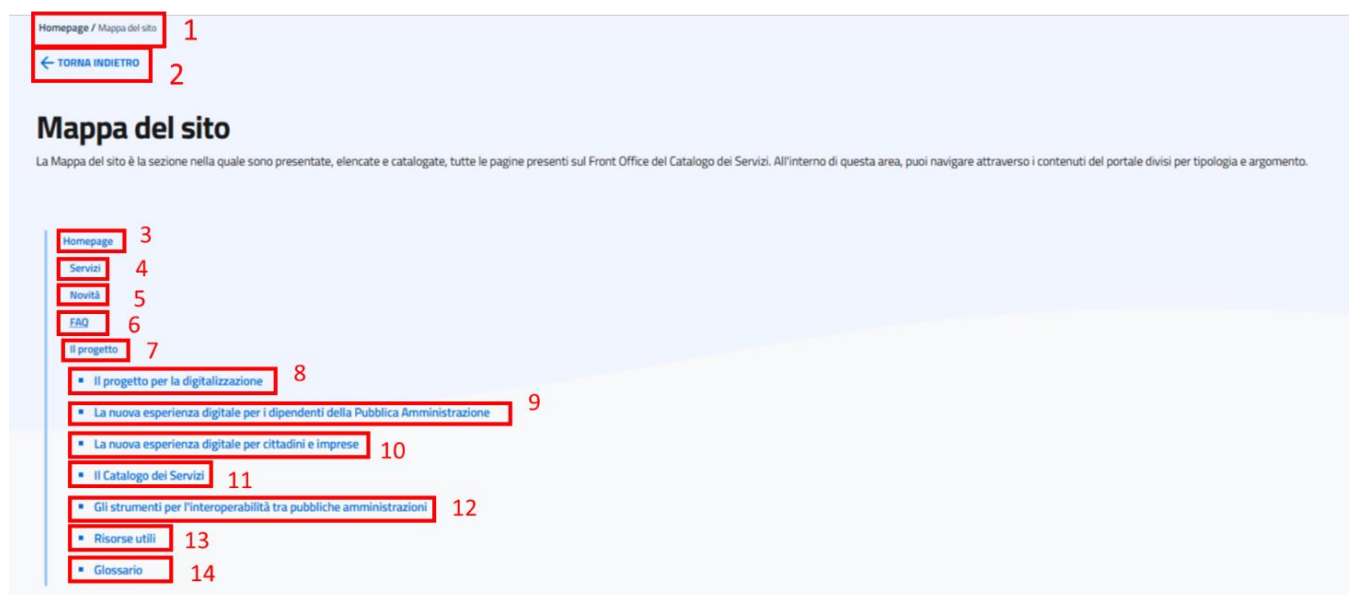 Homepage / Mappa del sito 1
← TORNA INDIETRO 2
Mappa del sito
La Mappa del sito è la sezione nella quale sono presentate, elencate e catalogate, tutte le pagine presenti sul Front Office del Catalogo dei Servizi. All'interno di questa area, puoi navigare attraverso i contenuti del portale divisi per tipologia e argomento.
Homepage 3
Servizi 4
Novità 5
FAQ 6
Il progetto 7
▪ Il progetto per la digitalizzazione 8
▪ La nuova esperienza digitale per i dipendenti della Pubblica Amministrazione 9
▪ La nuova esperienza digitale per cittadini e imprese 10
▪ Il Catalogo dei Servizi 11
▪ Gli strumenti per l'interoperabilità tra pubbliche amministrazioni 12
▪ Risorse utili 13
▪ Glossario 14